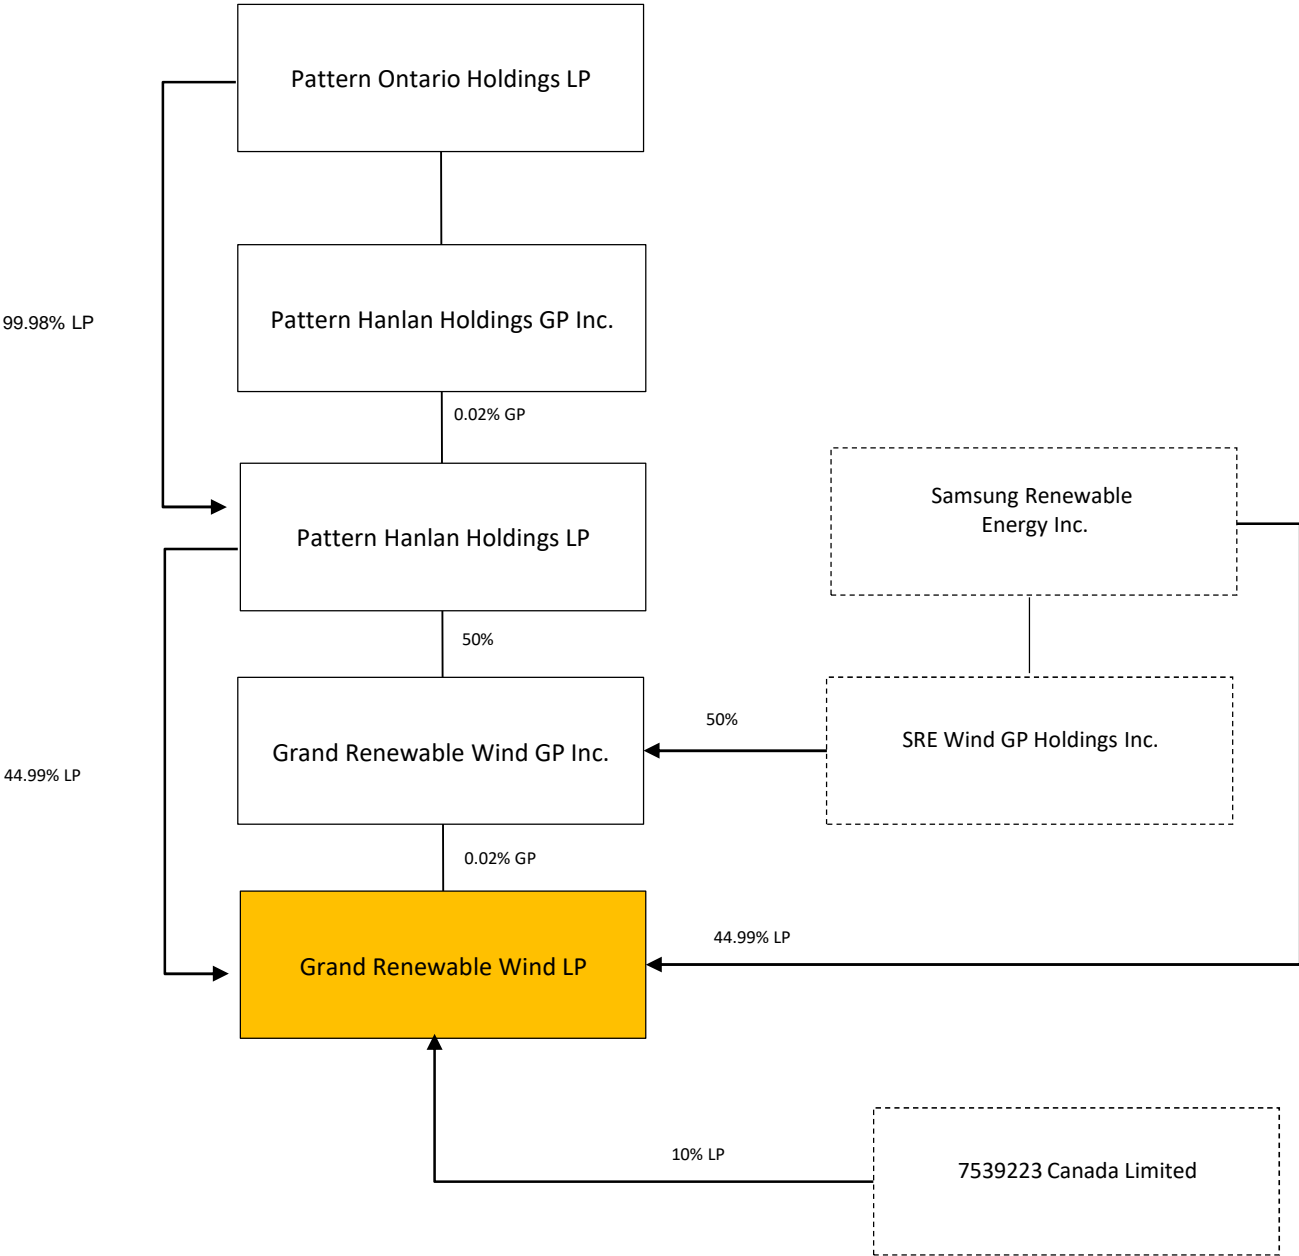 Pattern Ontario Holdings LP
99.98% LP
Pattern Hanlan Holdings GP Inc.
0.02% GP
Samsung Renewable
Energy Inc.
Pattern Hanlan Holdings LP
50%
44.99% LP
Grand Renewable Wind GP Inc.
50%
SRE Wind GP Holdings Inc.
0.02% GP
Grand Renewable Wind LP
44.99% LP
10% LP
7539223 Canada Limited